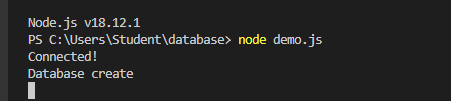 Node.js v18.12.1
PS C:\Users\Student\database> node demo.js
Connected!
Database create